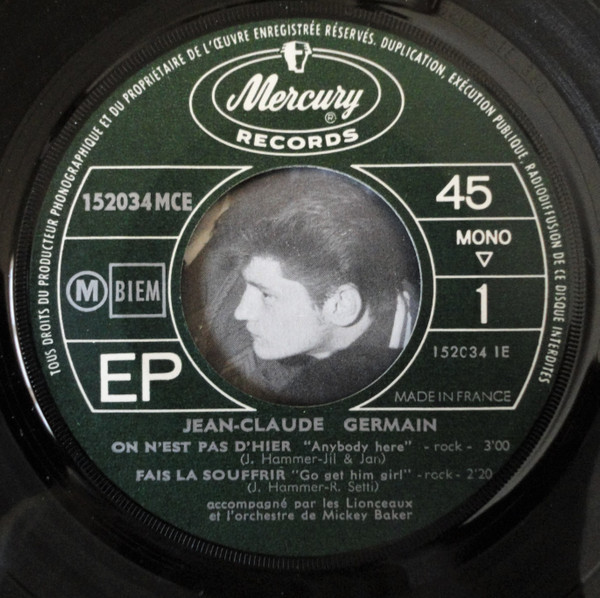 TOUS DROITS DU PRODUCTEUR PHONOGRAPHIQUE ET DU PROPRIÉTAIRE DE L'ŒUVRE ENREGISTRÉE RÉSERVÉS. DUPLICATION, EXÉCUTION PUBLIQUE, RADIODIFFUSION DE CE DISQUE INTERDITES
Mercury
®
RECORDS
152034 MCE
45
MONO
M BIEM
1
152034 1E
EP
MADE IN FRANCE
JEAN-CLAUDE GERMAIN
ON N'EST PAS D'HIER "Anybody here" - rock - 3'00
(J. Hammer-Jil & Jan)
FAIS LA SOUFFRIR "Go get him girl" - rock - 2'20
(J. Hammer-R. Setti)
accompagné par les Lionceaux
et l'orchestre de Mickey Baker